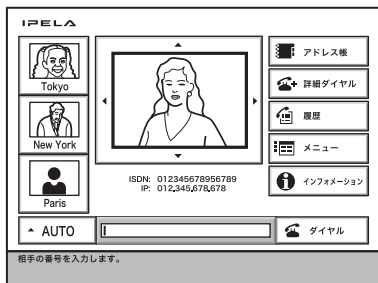 IPELA
Tokyo
New York
Paris
ISDN: 012345678956789
IP: 012.345.678.678
アドレス帳
詳細ダイヤル
履歴
メニュー
インフォメーション
AUTO
ダイヤル
相手の番号を入力します。